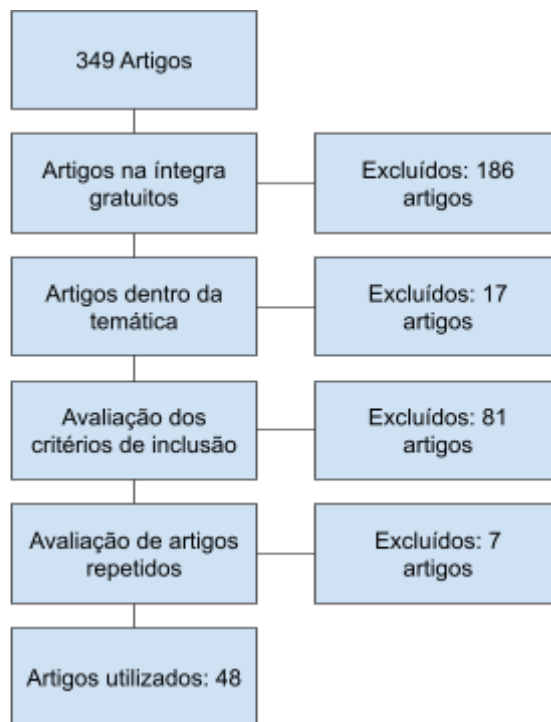 349 Artigos
Artigos na íntegra
gratuitos
Excluídos: 186
artigos
Artigos dentro da
temática
Excluídos: 17
artigos
Avaliação dos
critérios de inclusão
Excluídos: 81
artigos
Avaliação de artigos
repetidos
Excluídos: 7
artigos
Artigos utilizados: 48